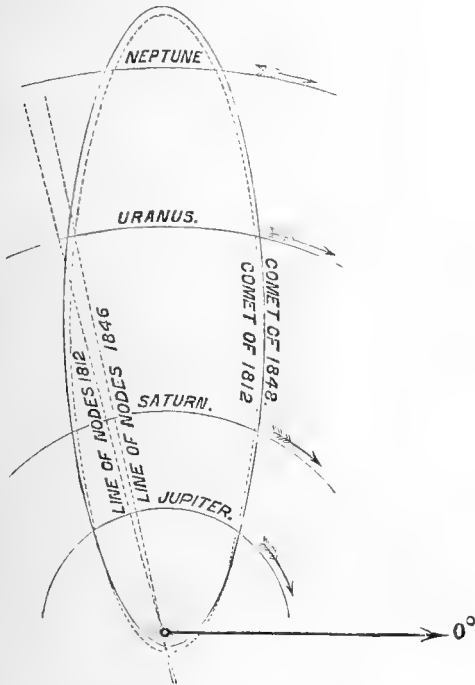 NEPTUNE
URANUS.
COMET OF 1848.
COMET OF 1812
LINE OF NODES 1812
LINE OF NODES 1846
SATURN.
JUPITER.
0°